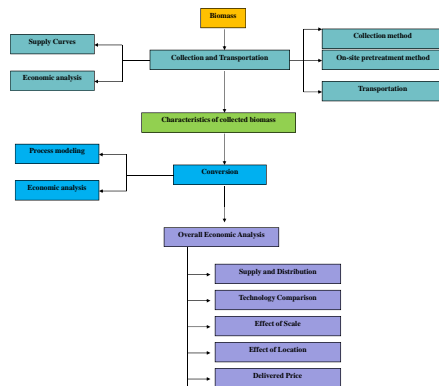 Biomass
Supply Curves
Collection method
Collection and Transportation
On-site pretreatment method
Economic analysis
Transportation
Characteristics of collected biomass
Process modeling
Conversion
Economic analysis
Overall Economic Analysis
Supply and Distribution
Technology Comparison
Effect of Scale
Effect of Location
Delivered Price